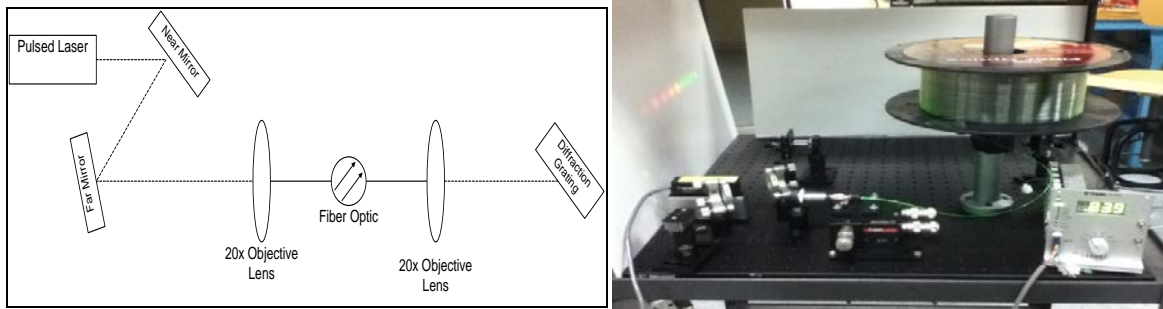 Pulsed Laser
Near Mirror
Far Mirror
Fiber Optic
20x Objective
Lens
20x Objective
Lens
Diffraction
Grating